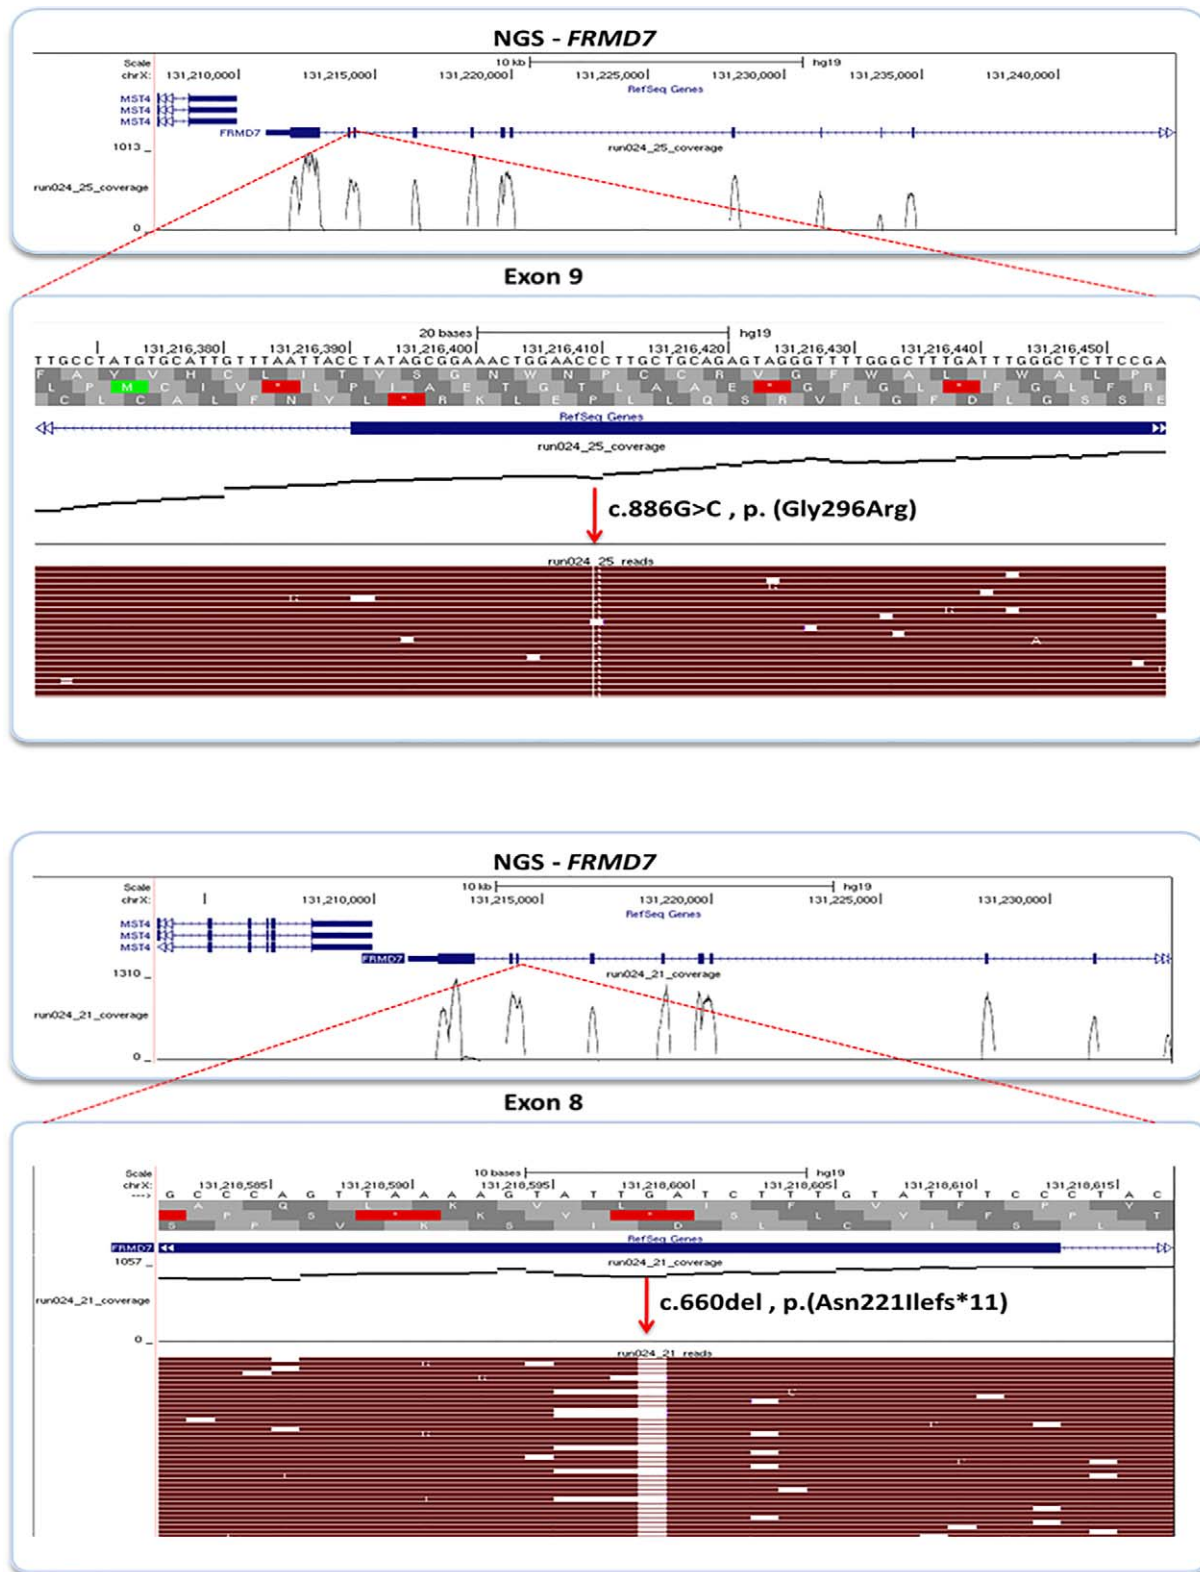 NGS - FRMD7
Scale 10 kb hg19
chrX: 131,210,000 131,215,000 131,220,000 131,225,000 131,230,000 131,235,000 131,240,000
RefSeq Genes
MST4
MST4
MST4
FRMD7
1013 _ run024_25_coverage
run024_25_coverage
0 _
Exon 9
20 bases hg19
131,216,380 131,216,390 131,216,400 131,216,410 131,216,420 131,216,430 131,216,440 131,216,450
TTGCCTATGTGCATTGTTTAATTACCTATAGCGGAAACTGGAACCCTTGCTGCAGAGTAGGGTTTTGGGCTTTGATTTGGGCTCTTCCGA
F A Y V H C L I T Y S G N W N P C C R V G F W A L I W A L P
L P M C I V * L P I A E T G T L A A E * G F G L * F G L F R
C L C A L F N Y L * R K L E P L L Q S R V L G F D L G S S E
RefSeq Genes
run024_25_coverage
c.886G>C , p. (Gly296Arg)
run024_25_reads
A
NGS - FRMD7
Scale 10 kb hg19
chrX: 131,210,000 131,215,000 131,220,000 131,225,000 131,230,000
RefSeq Genes
MST4
MST4
MST4
FRMD7
1310 _ run024_21_coverage
run024_21_coverage
0 _
Exon 8
Scale 10 bases hg19
chrX: 131,218,585 131,218,590 131,218,595 131,218,600 131,218,605 131,218,610 131,218,615
---> G C C C A G T T A A A A G T A T T G A T C T T T G T A T T T C C C T A C
A Q L K V L I F V F P Y
P S * K Y * S L Y F P T
S P V K S I D L C I S L
RefSeq Genes
FRMD7
1057 _ run024_21_coverage
run024_21_coverage
c.660del , p.(Asn221Ilefs*11)
0 _
run024_21_reads